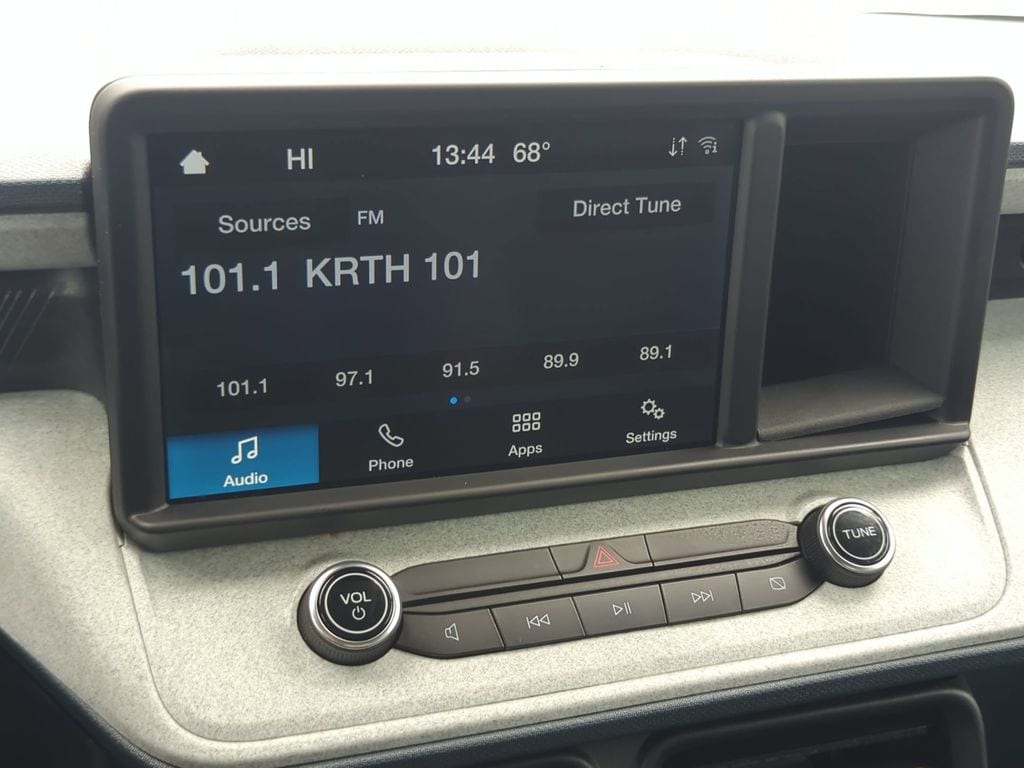 HI 13:44 68°
Sources FM Direct Tune
101.1 KRTH 101
101.1 97.1 91.5 89.9 89.1
Audio Phone Apps Settings
VOL
TUNE